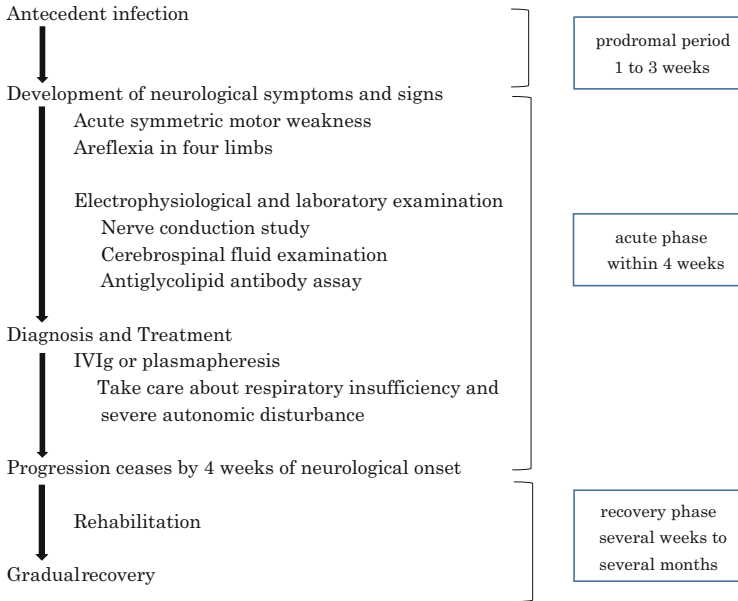 Antecedent infection
prodromal period
1 to 3 weeks
Development of neurological symptoms and signs
Acute symmetric motor weakness
Areflexia in four limbs
Electrophysiological and laboratory examination
Nerve conduction study
Cerebrospinal fluid examination
Antiglycolipid antibody assay
acute phase
within 4 weeks
Diagnosis and Treatment
IVIg or plasmapheresis
Take care about respiratory insufficiency and
severe autonomic disturbance
Progression ceases by 4 weeks of neurological onset
Rehabilitation
recovery phase
several weeks to
several months
Gradual recovery